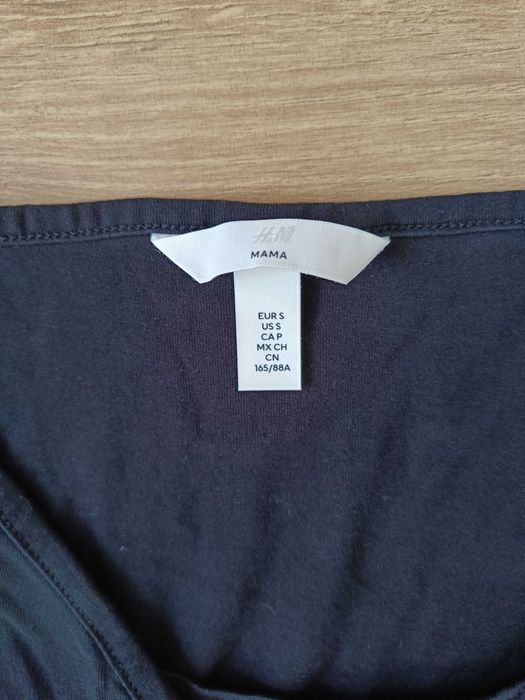 H&M
MAMA
EUR S
US S
CA P
MX CH
CN
165/88A